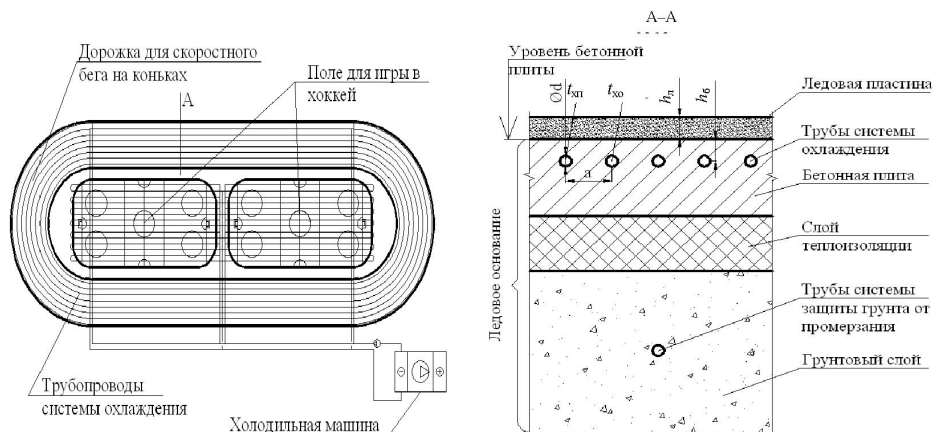 Дорожка для скоростного
бега на коньках
А
Поле для игры в
хоккей
Трубопроводы
системы охлаждения
Холодильная машина
А–А
Уровень бетонной
плиты
Ød
tхп
tхо
hл
hб
a
Ледовая пластина
Трубы системы
охлаждения
Бетонная плита
Слой
теплоизоляции
Трубы системы
защиты грунта от
промерзания
Грунтовый слой
Ледовое основание